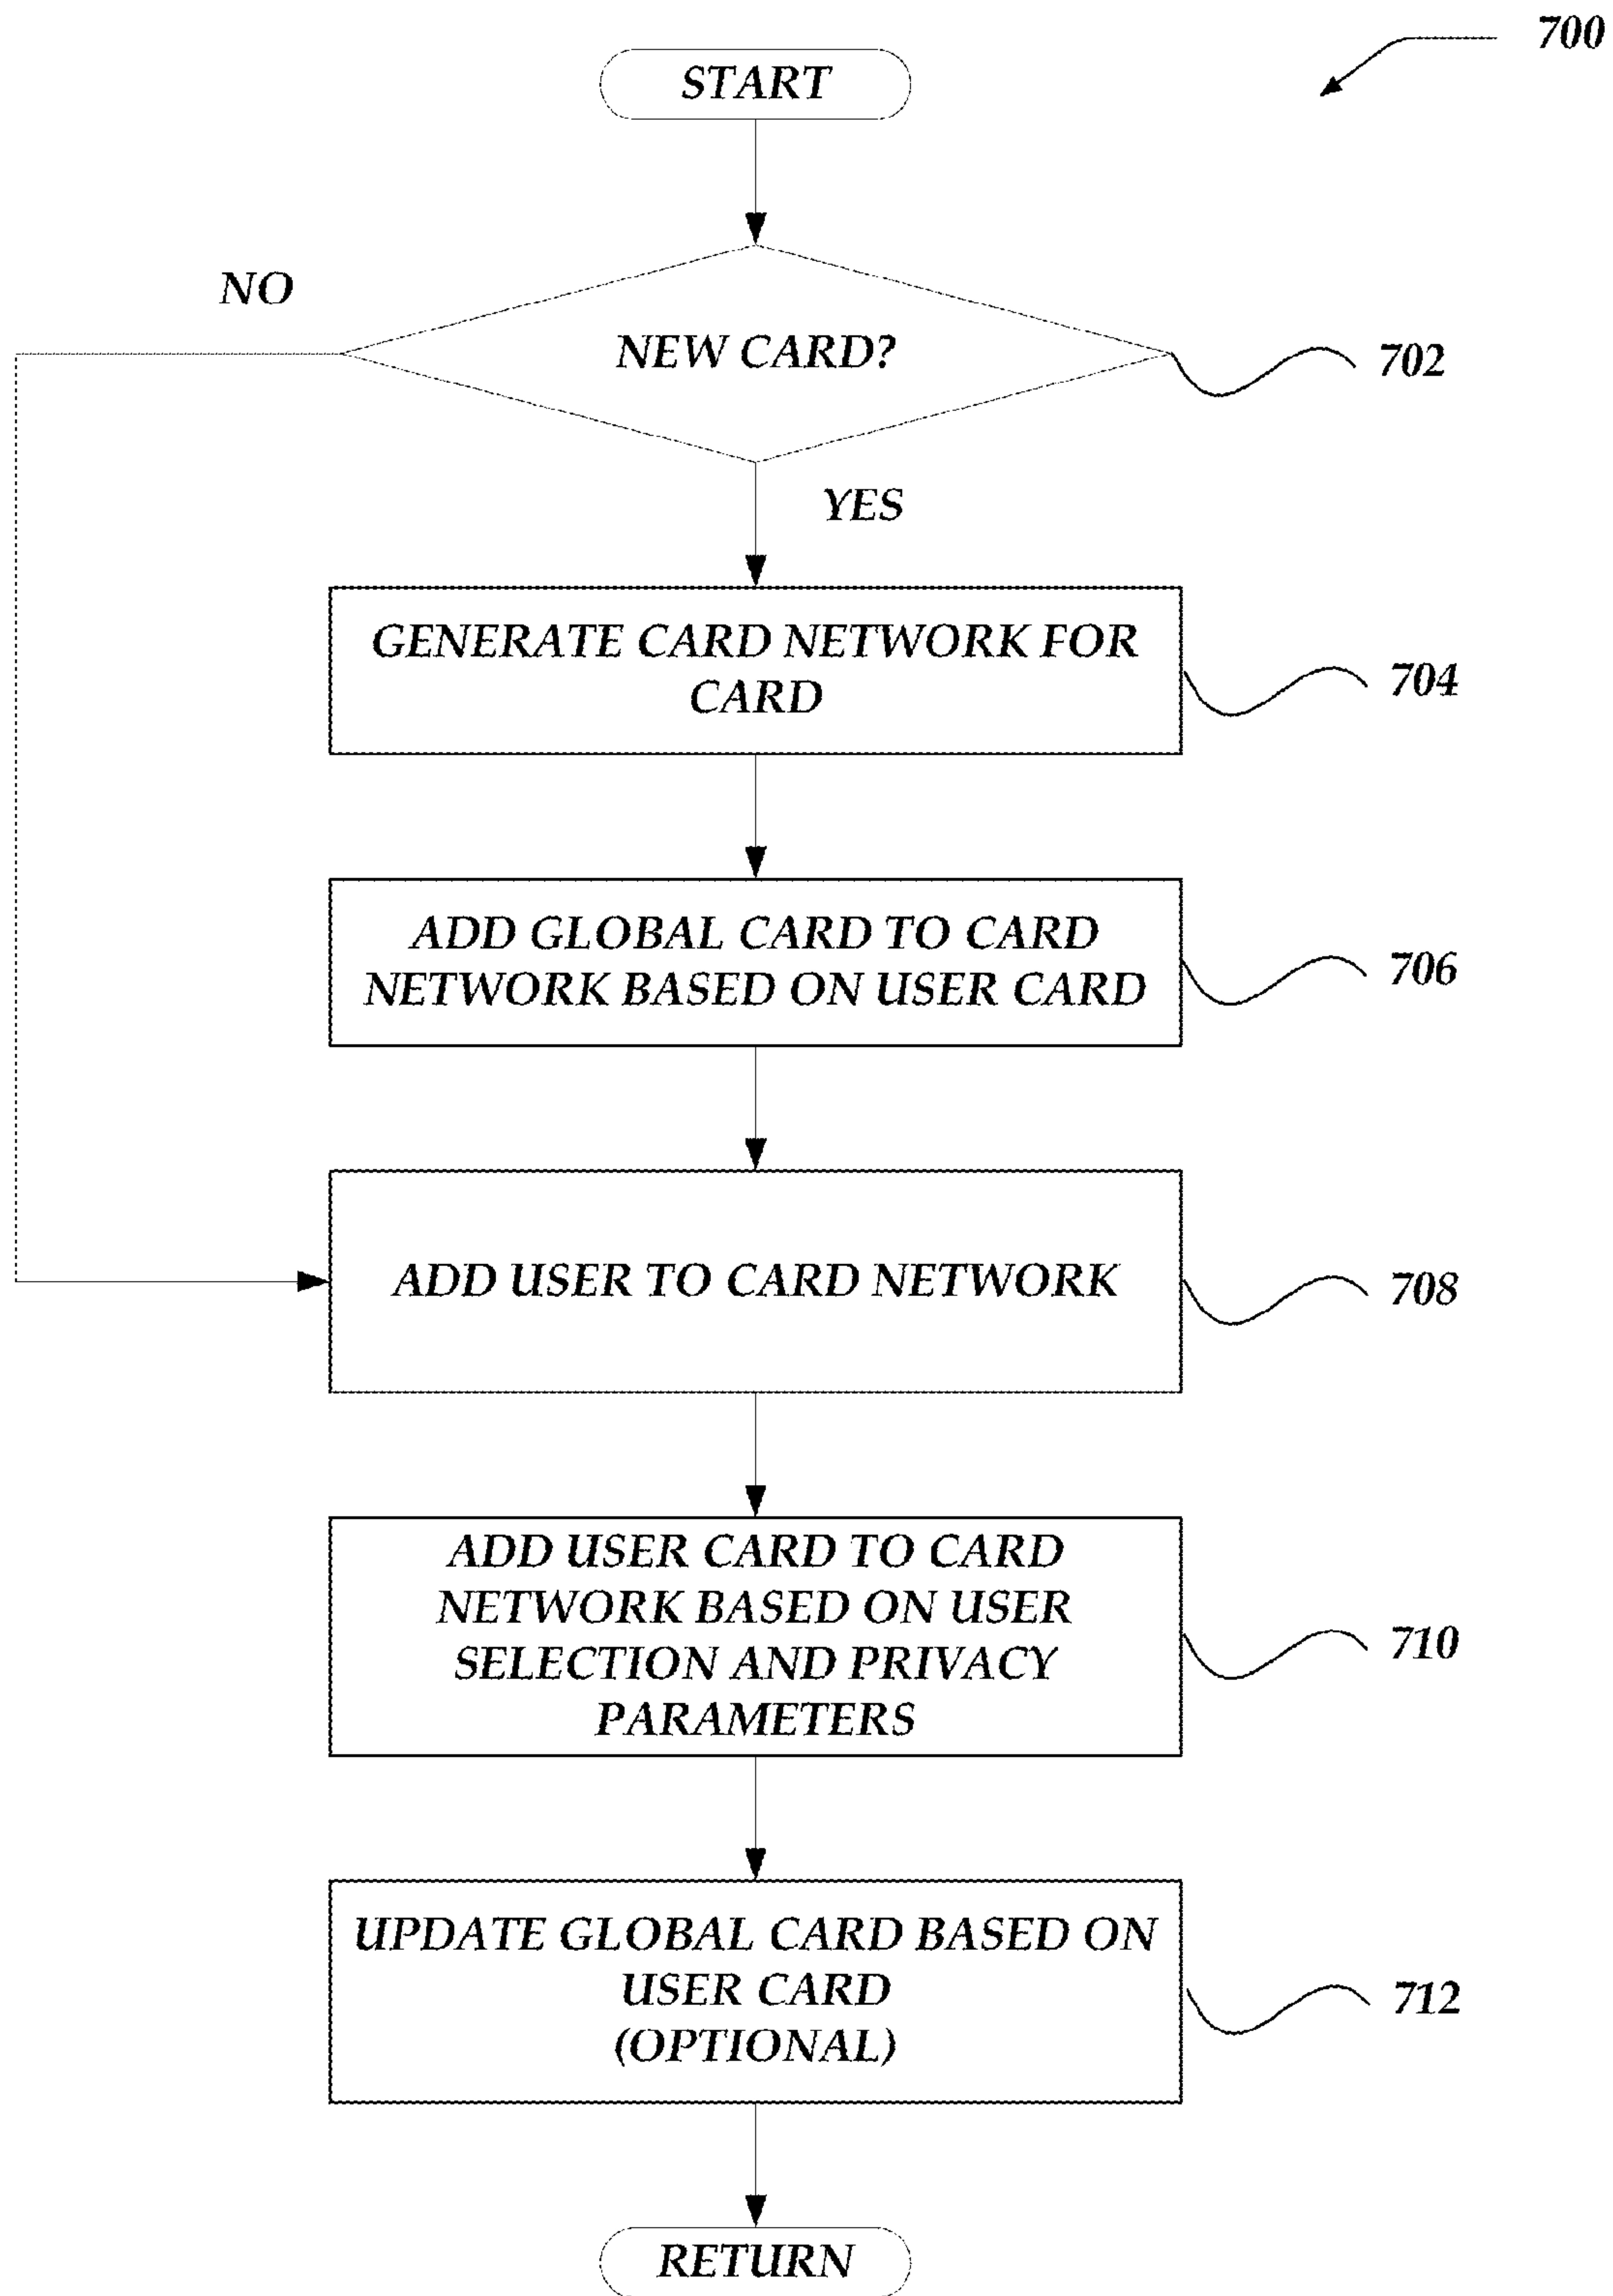 700
START
NO
NEW CARD?
702
YES
GENERATE CARD NETWORK FOR
CARD
704
ADD GLOBAL CARD TO CARD
NETWORK BASED ON USER CARD
706
ADD USER TO CARD NETWORK
708
ADD USER CARD TO CARD
NETWORK BASED ON USER
SELECTION AND PRIVACY
PARAMETERS
710
UPDATE GLOBAL CARD BASED ON
USER CARD
(OPTIONAL)
712
RETURN